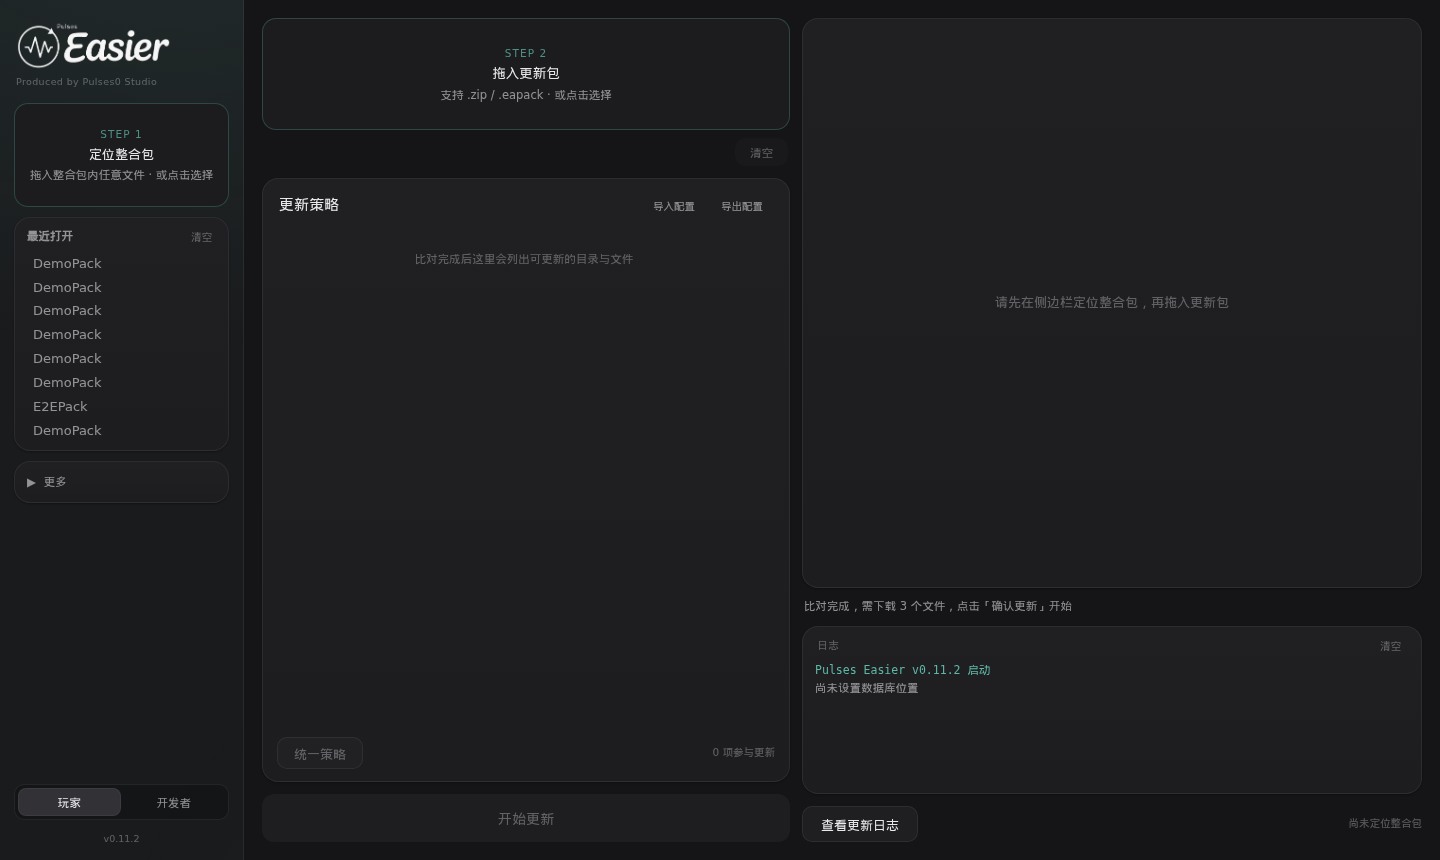 Pulses
Easier
Produced by Pulses0 Studio
STEP 1
定位整合包
拖入整合包内任意文件 · 或点击选择
最近打开
清空
DemoPack
DemoPack
DemoPack
DemoPack
DemoPack
DemoPack
E2EPack
DemoPack
▶ 更多
玩家
开发者
v0.11.2
STEP 2
拖入更新包
支持 .zip / .eapack · 或点击选择
清空
更新策略
导入配置
导出配置
比对完成后这里会列出可更新的目录与文件
统一策略
0 项参与更新
开始更新
请先在侧边栏定位整合包，再拖入更新包
比对完成，需下载 3 个文件，点击「确认更新」开始
日志
清空
Pulses Easier v0.11.2 启动
尚未设置数据库位置
查看更新日志
尚未定位整合包